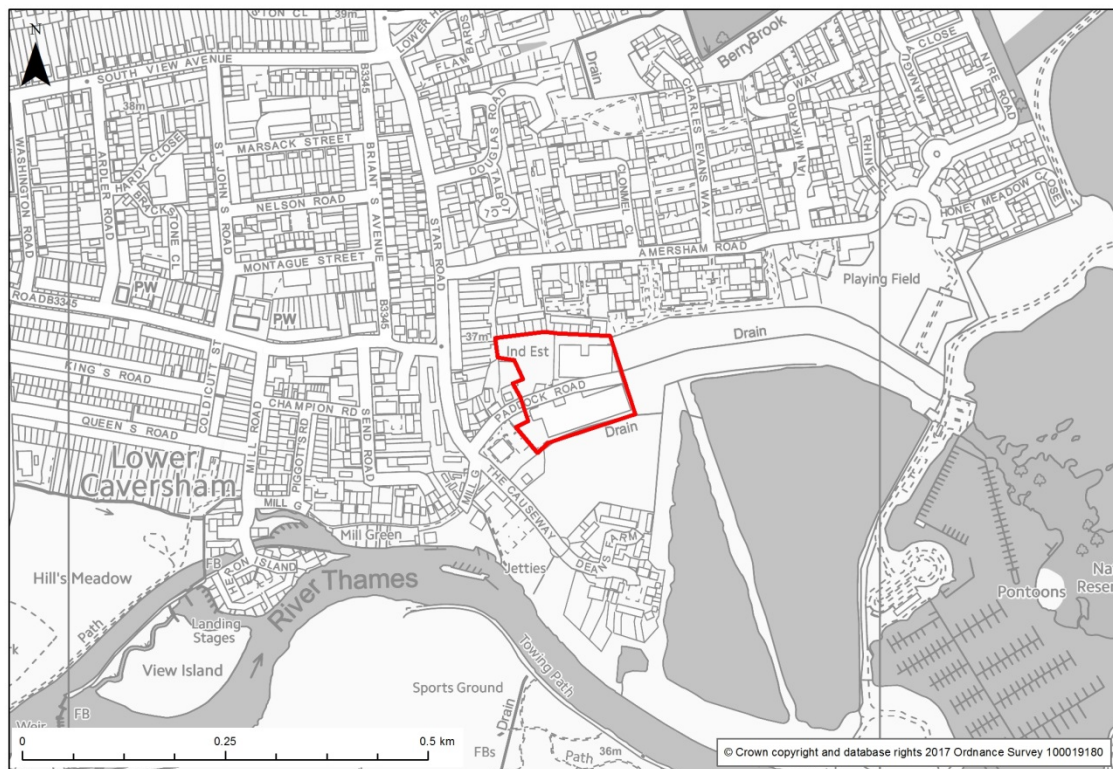 N
39m
SOUTH VIEW AVENUE
B3345
LOWER
FLAMBARDS
Drain
BerryBrook
WAY
CLOSE
NIRE ROAD
38m
MARSACK STREET
WASHINGTON ROAD
ARDLER ROAD
HARDY CLOSE
BRACKSTONE CL
ST JOHN S ROAD
BRIANT S AVENUE
NELSON ROAD
MONTAGUE STREET
DOUGLAS ROAD
TALBOT
STAR ROAD
CLONMEL CL
CHARLES EVANS WAY
IAN MIKARDO
RHINE
HONEY MEADOW CLOSE
AMERSHAM ROAD
PW
PW
B3345
Playing Field
ROAD B3345
37m
Ind Est
Drain
KING S ROAD
COLDICUTT ST
CHAMPION RD
PADDOCK ROAD
QUEEN S ROAD
MILL ROAD
PIGGOTT'S RD
SEND ROAD
Drain
Lower
Caversham
MILL G
MILL G
THE CAUSEWAY
Mill Green
DEANS FARM
Hill's Meadow
FB
HERON ISLAND
River Thames
Jetties
Path
Landing
Stages
View Island
Pontoons
Na
Reser
Towing Path
Sports Ground
Weir
FB
Drain
FBs
Path
36m
0
0.25
0.5 km
© Crown copyright and database rights 2017 Ordnance Survey 100019180